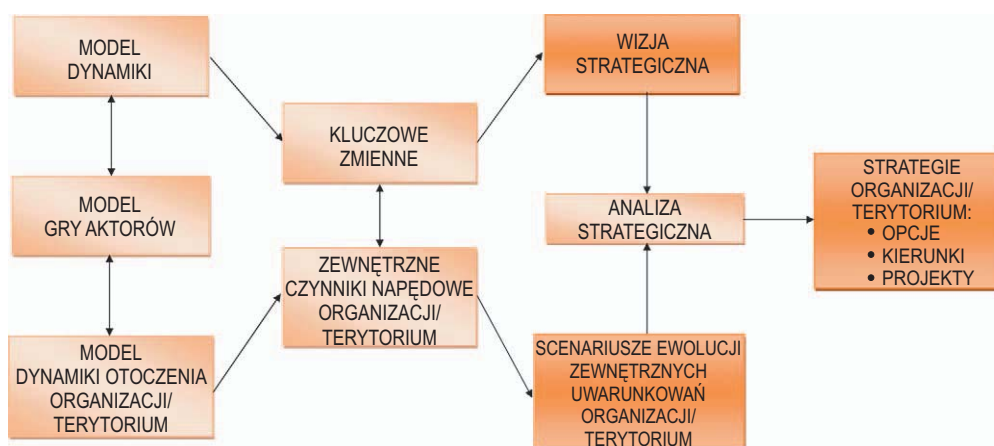 MODEL
DYNAMIKI
MODEL
GRY AKTORÓW
MODEL
DYNAMIKI OTOCZENIA
ORGANIZACJI/
TERYTORIUM
KLUCZOWE
ZMIENNE
ZEWNĘTRZNE
CZYNNIKI NAPĘDOWE
ORGANIZACJI/
TERYTORIUM
WIZJA
STRATEGICZNA
ANALIZA
STRATEGICZNA
SCENARIUSZE EWOLUCJI
ZEWNĘTRZNYCH
UWARUNKOWAŃ
ORGANIZACJI/
TERYTORIUM
STRATEGIE
ORGANIZACJI/
TERYTORIUM:
• OPCJE
• KIERUNKI
• PROJEKTY